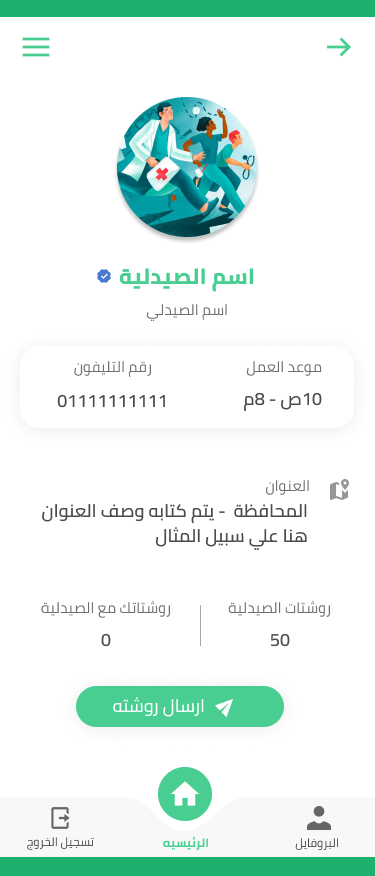 اسم الصيدلية
اسم الصيدلي
موعد العمل
10ص - 8م
رقم التليفون
01111111111
العنوان
المحافظة - يتم كتابه وصف العنوان
هنا علي سبيل المثال
روشتات الصيدلية
50
روشتاتك مع الصيدلية
0
ارسال روشته
البروفايل
الرئيسيه
تسجيل الخروج